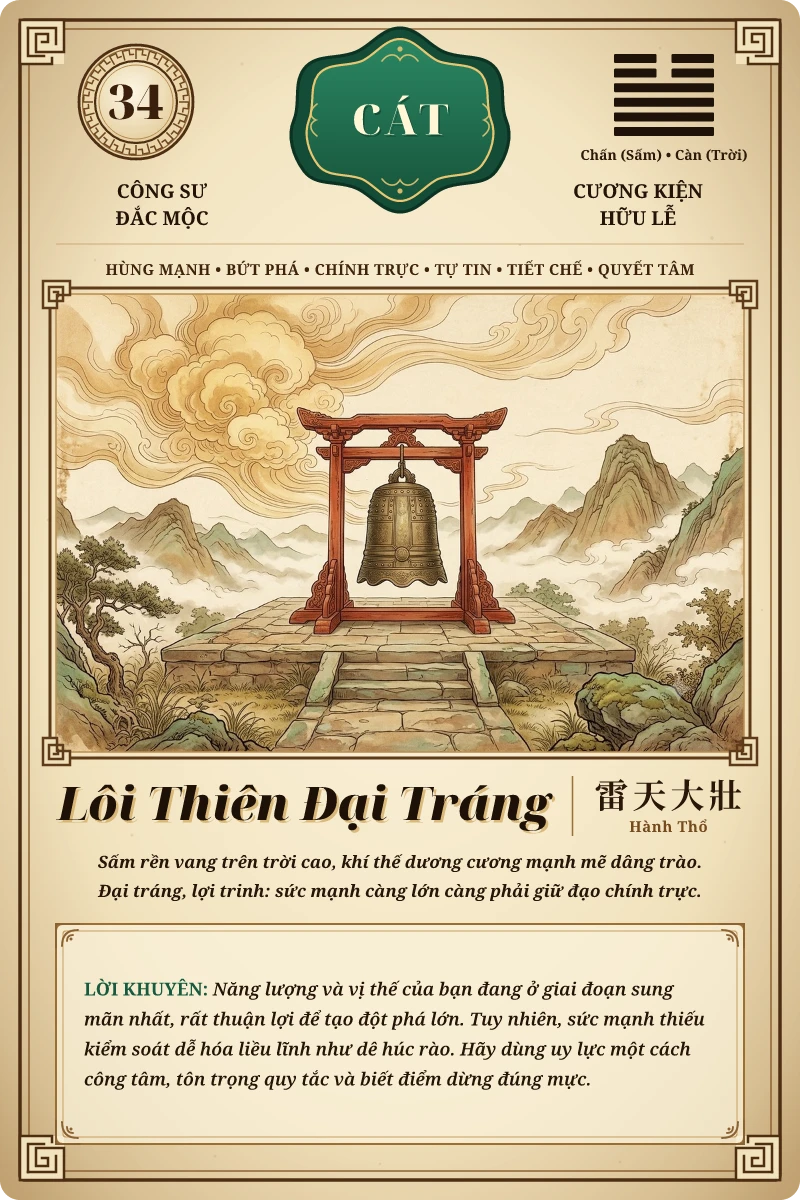 34
CÁT
Chấn (Sấm) • Càn (Trời)
CÔNG SƯ
ĐẮC MỘC
CƯƠNG KIỆN
HỮU LỄ
HÙNG MẠNH • BỨT PHÁ • CHÍNH TRỰC • TỰ TIN • TIẾT CHẾ • QUYẾT TÂM
Lôi Thiên Đại Tráng
雷天大壯
Hành Thổ
Sấm rền vang trên trời cao, khí thế dương cương mạnh mẽ dâng trào.
Đại tráng, lợi trinh: sức mạnh càng lớn càng phải giữ đạo chính trực.
LỜI KHUYÊN: Năng lượng và vị thế của bạn đang ở giai đoạn sung
mãn nhất, rất thuận lợi để tạo đột phá lớn. Tuy nhiên, sức mạnh thiếu
kiểm soát dễ hóa liều lĩnh như dê húc rào. Hãy dùng uy lực một cách
công tâm, tôn trọng quy tắc và biết điểm dừng đúng mực.